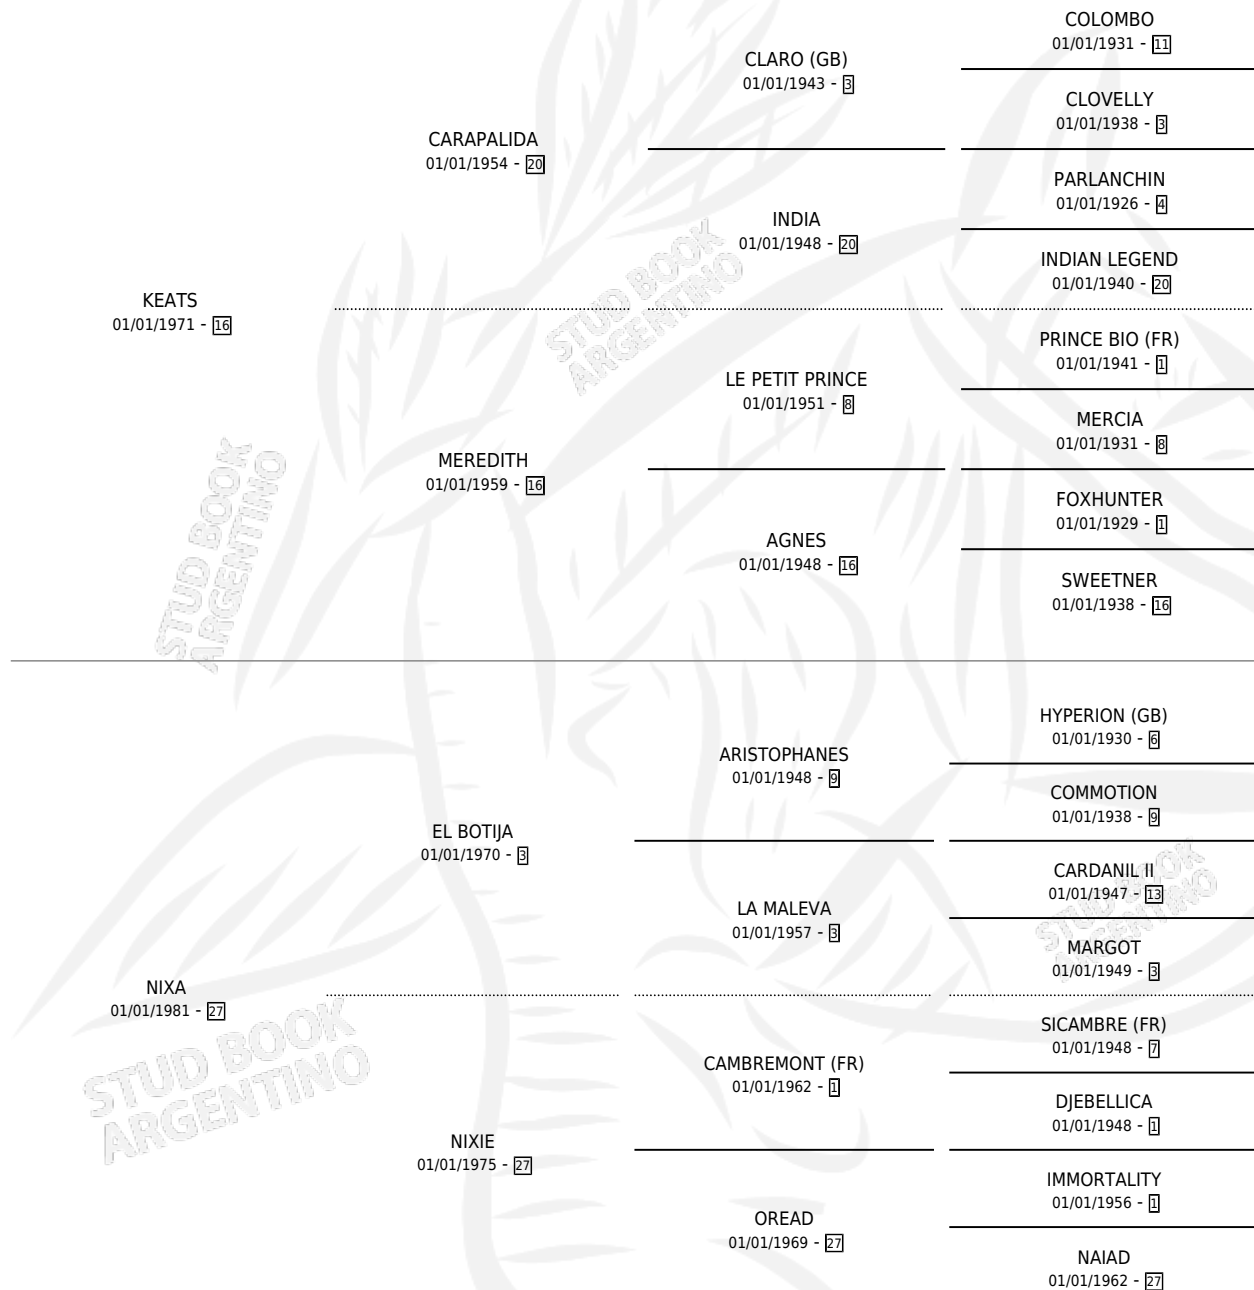 COLOMBO
01/01/1931 - 11
CLARO (GB)
01/01/1943 - 3
CLOVELLY
01/01/1938 - 3
CARAPALIDA
01/01/1954 - 20
PARLANCHIN
01/01/1926 - 4
INDIA
01/01/1948 - 20
INDIAN LEGEND
01/01/1940 - 20
KEATS
01/01/1971 - 16
PRINCE BIO (FR)
01/01/1941 - 1
LE PETIT PRINCE
01/01/1951 - 8
MERCIA
01/01/1931 - 8
MEREDITH
01/01/1959 - 16
FOXHUNTER
01/01/1929 - 1
AGNES
01/01/1948 - 16
SWEETNER
01/01/1938 - 16
HYPERION (GB)
01/01/1930 - 6
ARISTOPHANES
01/01/1948 - 9
COMMOTION
01/01/1938 - 9
EL BOTIJA
01/01/1970 - 3
CARDANIL II
01/01/1947 - 13
LA MALEVA
01/01/1957 - 3
MARGOT
01/01/1949 - 3
NIXA
01/01/1981 - 27
SICAMBRE (FR)
01/01/1948 - 7
CAMBREMONT (FR)
01/01/1962 - 1
DJEBELLICA
01/01/1948 - 1
NIXIE
01/01/1975 - 27
IMMORTALITY
01/01/1956 - 1
OREAD
01/01/1969 - 27
NAIAD
01/01/1962 - 27
STUD BOOK
ARGENTINO
STUD BOOK
ARGENTINO
STUD BOOK
ARGENTINO
STUD BOOK
ARGENTINO